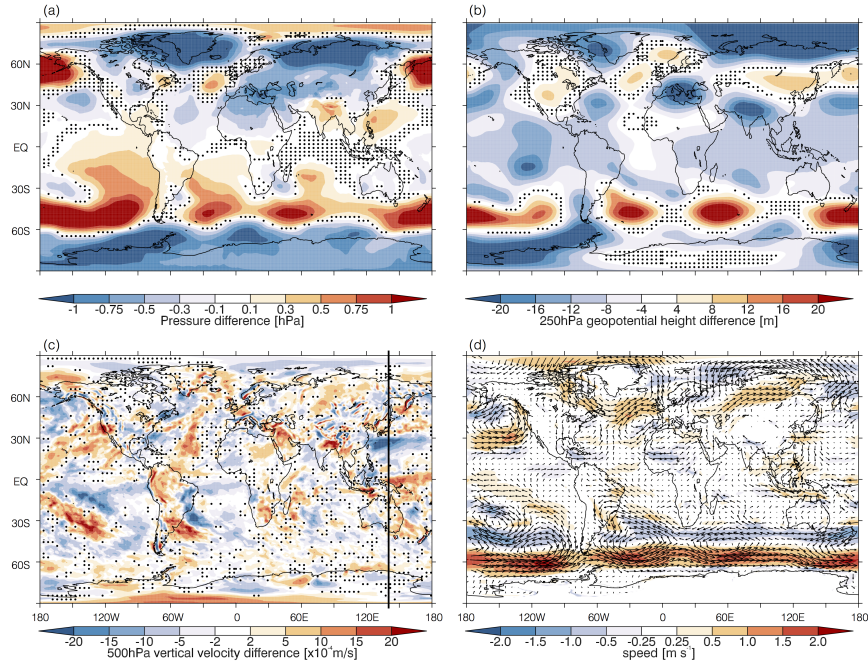 (a)
(b)
60N
30N
EQ
30S
60S
-1 -0.75 -0.5 -0.3 -0.1 0.1 0.3 0.5 0.75 1
Pressure difference [hPa]
-20 -16 -12 -8 -4 4 8 12 16 20
250hPa geopotential height difference [m]
(c)
(d)
60N
30N
EQ
30S
60S
180 120W 60W 0 60E 120E 180
180 120W 60W 0 60E 120E 180
-20 -15 -10 -5 -2 2 5 10 15 20
500hPa vertical velocity difference [x10⁻⁴m/s]
-2.0 -1.5 -1.0 -0.5 -0.25 0.25 0.5 1.0 1.5 2.0
speed [m s⁻¹]